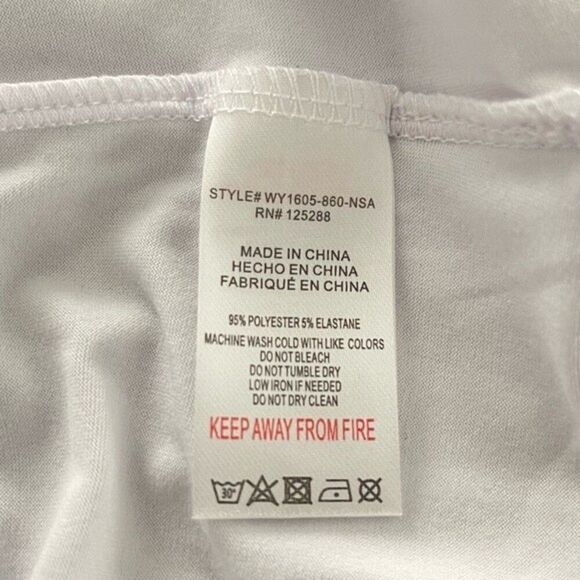 STYLE# WY1605-860-NSA
RN# 125288
MADE IN CHINA
HECHO EN CHINA
FABRIQUÉ EN CHINA
95% POLYESTER 5% ELASTANE
MACHINE WASH COLD WITH LIKE COLORS
DO NOT BLEACH
DO NOT TUMBLE DRY
LOW IRON IF NEEDED
DO NOT DRY CLEAN
KEEP AWAY FROM FIRE
30°